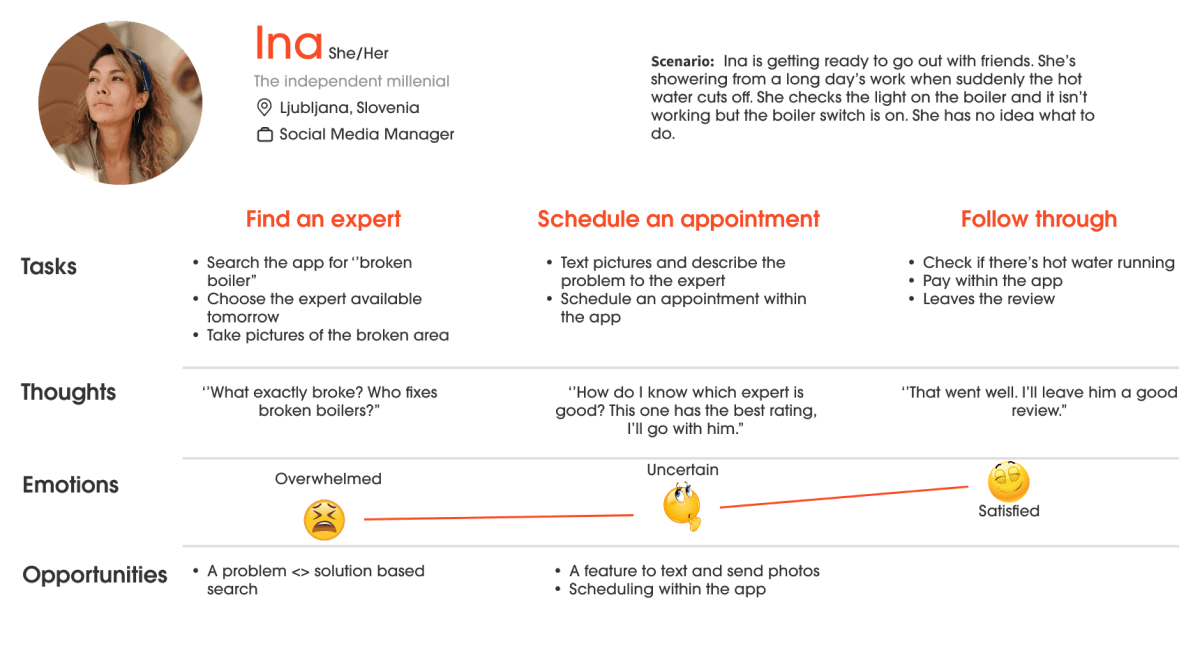 Ina She/Her
The independent millenial
Ljubljana, Slovenia
Social Media Manager
Scenario: Ina is getting ready to go out with friends. She's
showering from a long day's work when suddenly the hot
water cuts off. She checks the light on the boiler and it isn't
working but the boiler switch is on. She has no idea what to
do.
Find an expert
Schedule an appointment
Follow through
Tasks
• Search the app for ‘’broken
boiler”
• Choose the expert available
tomorrow
• Take pictures of the broken area
• Text pictures and describe the
problem to the expert
• Schedule an appointment within
the app
• Check if there's hot water running
• Pay within the app
• Leaves the review
Thoughts
‘’What exactly broke? Who fixes
broken boilers?”
‘’How do I know which expert is
good? This one has the best rating,
I'll go with him.”
‘’That went well. I'll leave him a good
review.”
Emotions
Overwhelmed
Uncertain
Satisfied
Opportunities
• A problem <> solution based
search
• A feature to text and send photos
• Scheduling within the app